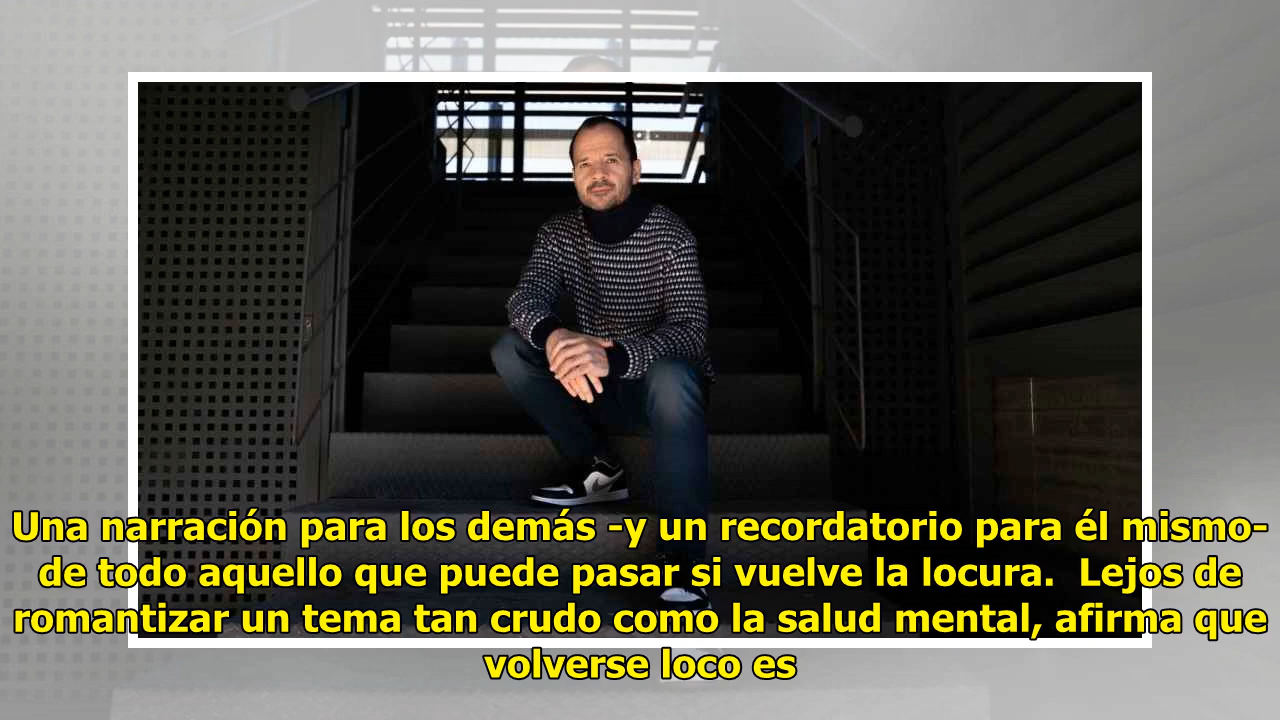 Una narración para los demás -y un recordatorio para él mismo-
de todo aquello que puede pasar si vuelve la locura.  Lejos de
romantizar un tema tan crudo como la salud mental, afirma que
volverse loco es